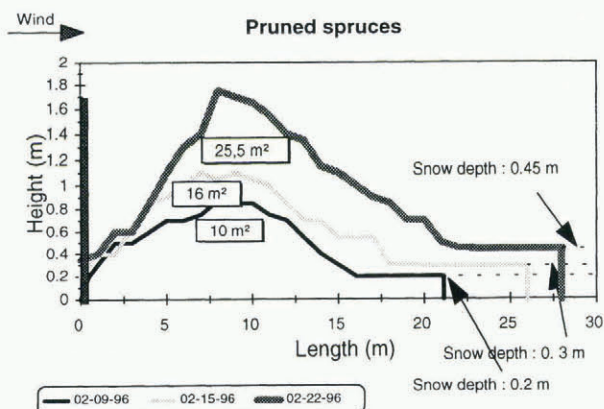 Wind
Pruned spruces
Height (m)
2
1.8
1.6
1.4
1.2
1
0.8
0.6
0.4
0.2
0
25,5 m²
16 m²
10 m²
Snow depth : 0.45 m
0
5
10
15
20
25
30
Length (m)
Snow depth : 0. 3 m
Snow depth : 0.2 m
02-09-96
02-15-96
02-22-96